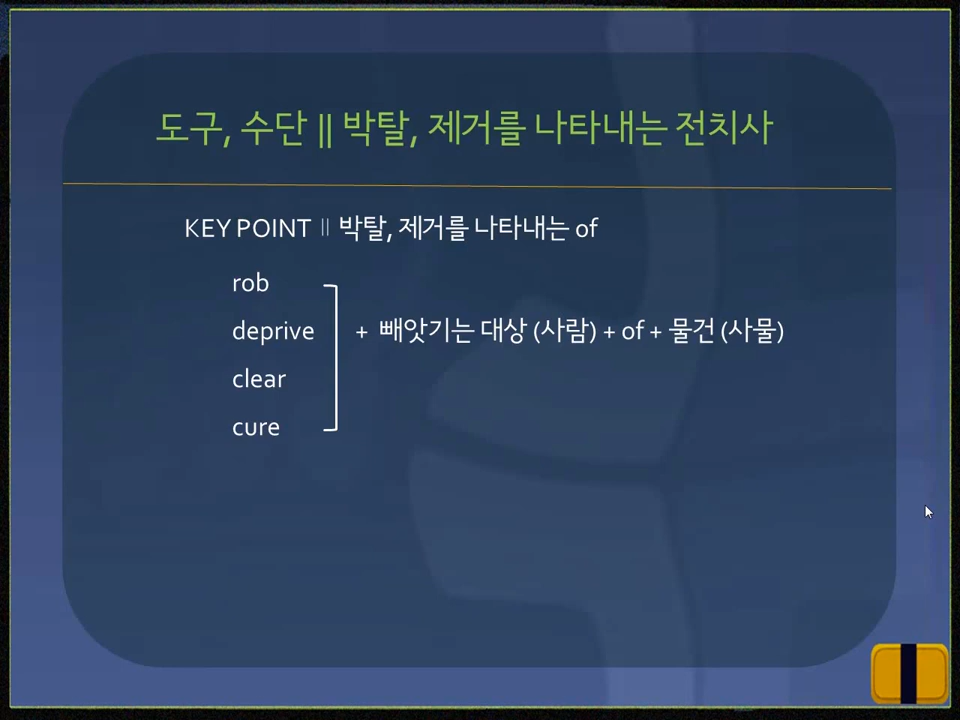 도구, 수단 || 박탈, 제거를 나타내는 전치사
KEY POINT || 박탈, 제거를 나타내는 of
rob
deprive + 빼앗기는 대상 (사람) + of + 물건 (사물)
clear
cure